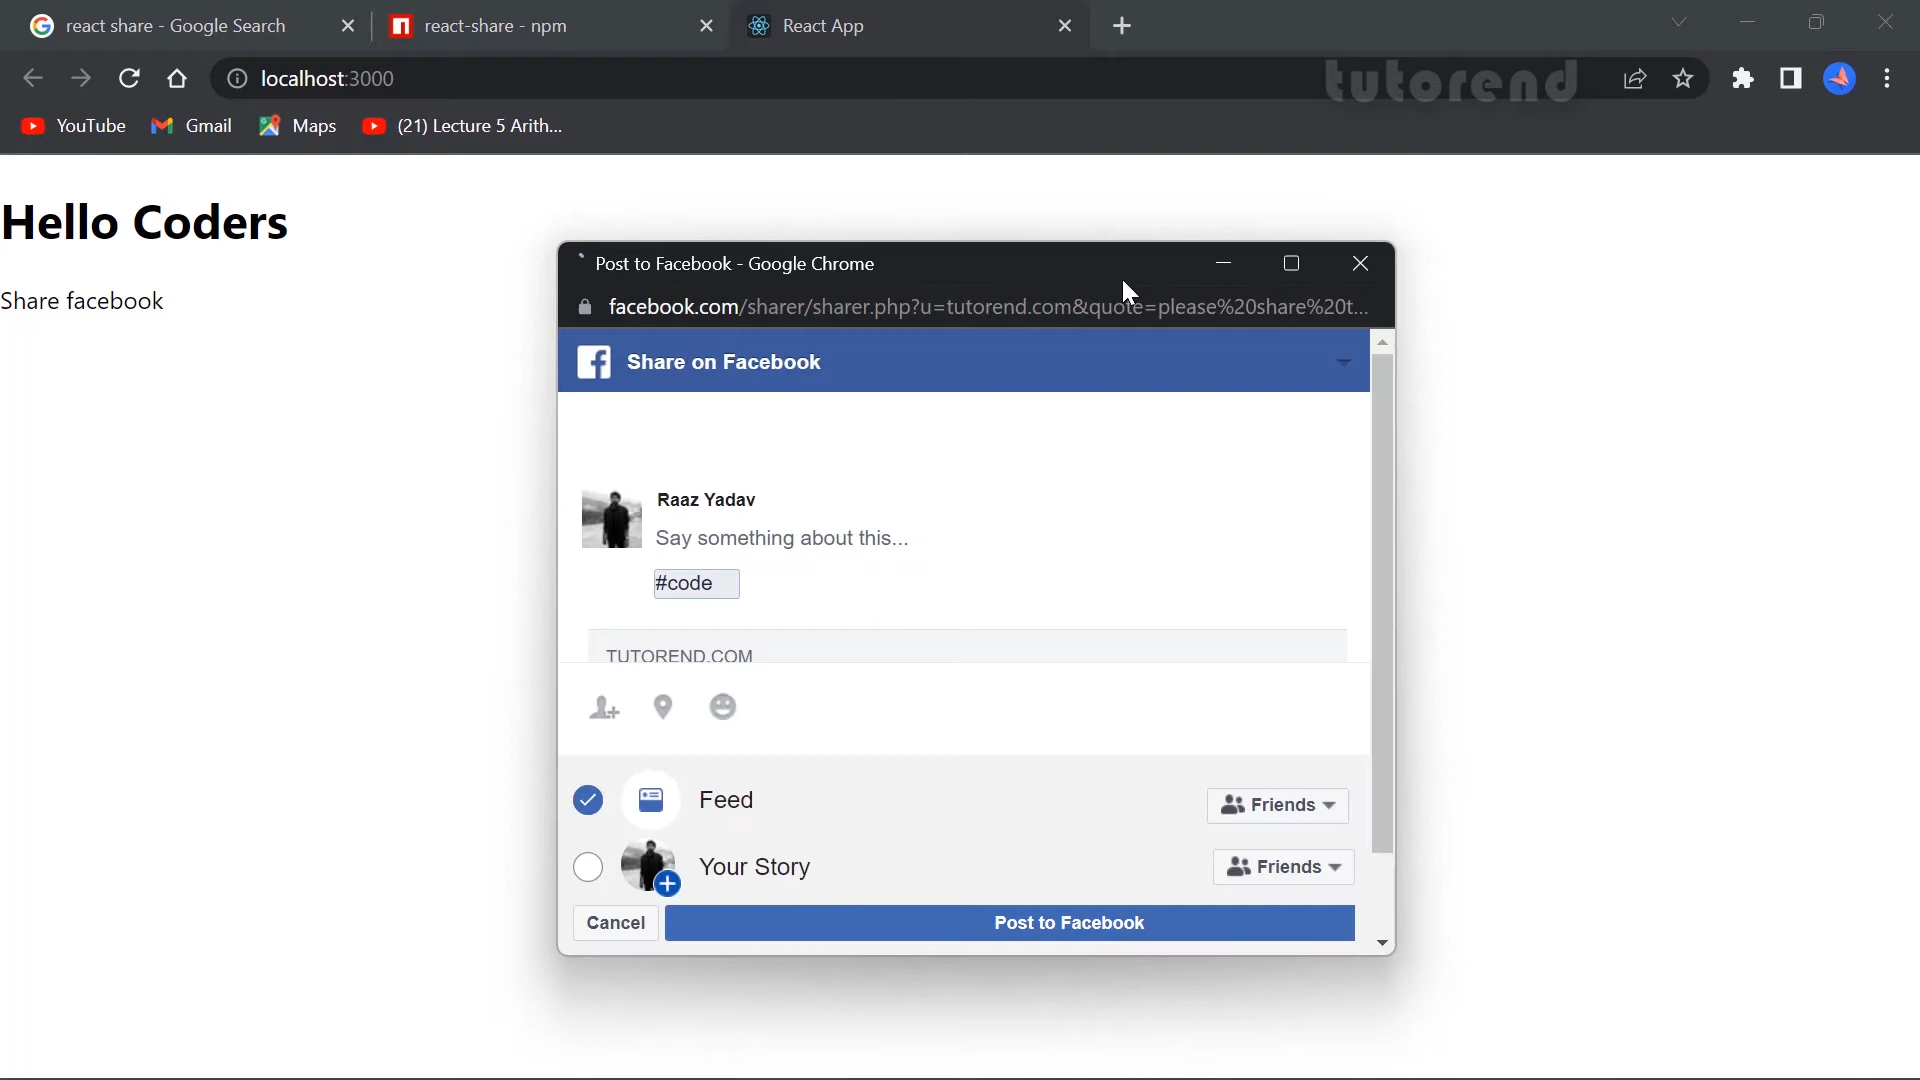 react share - Google Search
react-share - npm
React App
localhost:3000
tutorend
YouTube
Gmail
Maps
(21) Lecture 5 Arith...
Hello Coders
Share facebook
Post to Facebook - Google Chrome
facebook.com/sharer/sharer.php?u=tutorend.com&quote=please%20share%20t...
Share on Facebook
Raaz Yadav
Say something about this...
#code
TUTOREND.COM
Feed
Friends
Your Story
Friends
Cancel
Post to Facebook